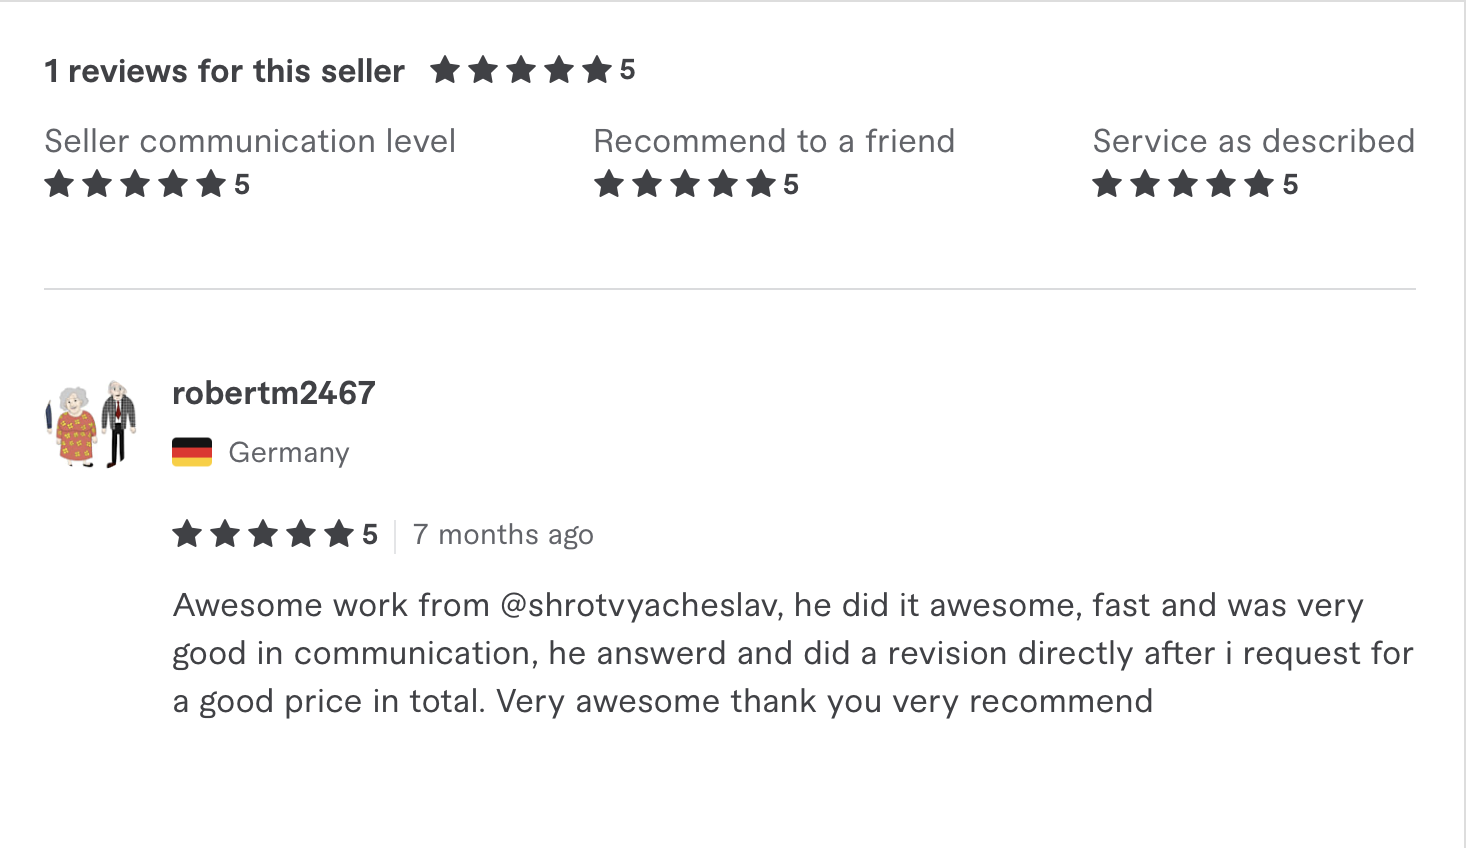 1 reviews for this seller 5
Seller communication level Recommend to a friend Service as described
5 5 5
robertm2467
Germany
5 7 months ago
Awesome work from @shrotvyacheslav, he did it awesome, fast and was very
good in communication, he answerd and did a revision directly after i request for
a good price in total. Very awesome thank you very recommend